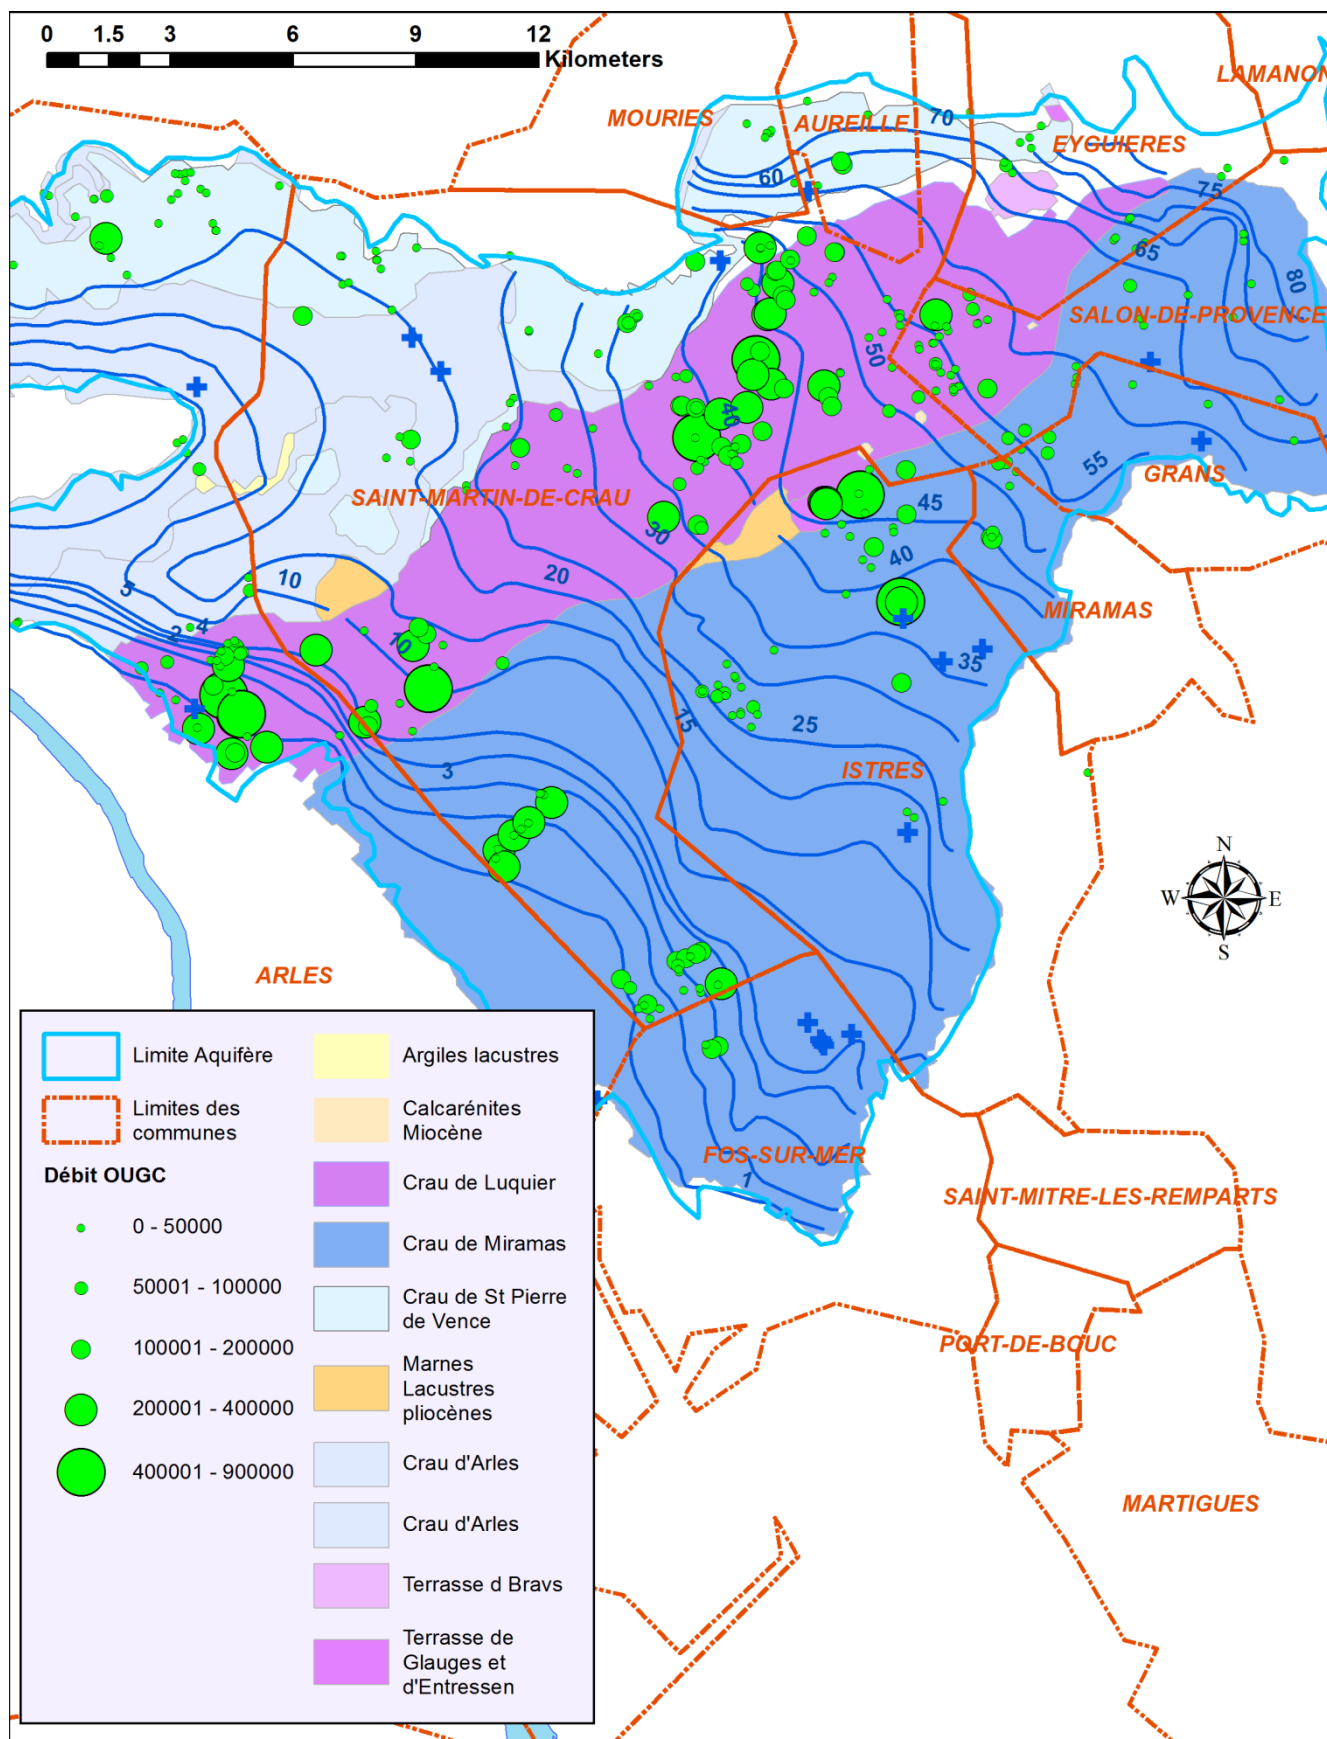 0 1.5 3 6 9 12
Kilometers
LAMANON
MOURIES
AUREILLE
70
EYGUIERES
60
75
65
80
SALON-DE-PROVENCE
50
40
55
GRANS
SAINT-MARTIN-DE-CRAU
45
30
40
20
10
5
MIRAMAS
2 4
10
35
15
25
3
ISTRES
N
W E
S
ARLES
FOS-SUR-MER
1
SAINT-MITRE-LES-REMPARTS
PORT-DE-BOUC
MARTIGUES
Limite Aquifère
Limites des
communes
Débit OUGC
0 - 50000
50001 - 100000
100001 - 200000
200001 - 400000
400001 - 900000
Argiles lacustres
Calcarénites
Miocène
Crau de Luquier
Crau de Miramas
Crau de St Pierre
de Vence
Marnes
Lacustres
pliocènes
Crau d'Arles
Crau d'Arles
Terrasse d Bravs
Terrasse de
Glauges et
d'Entressen